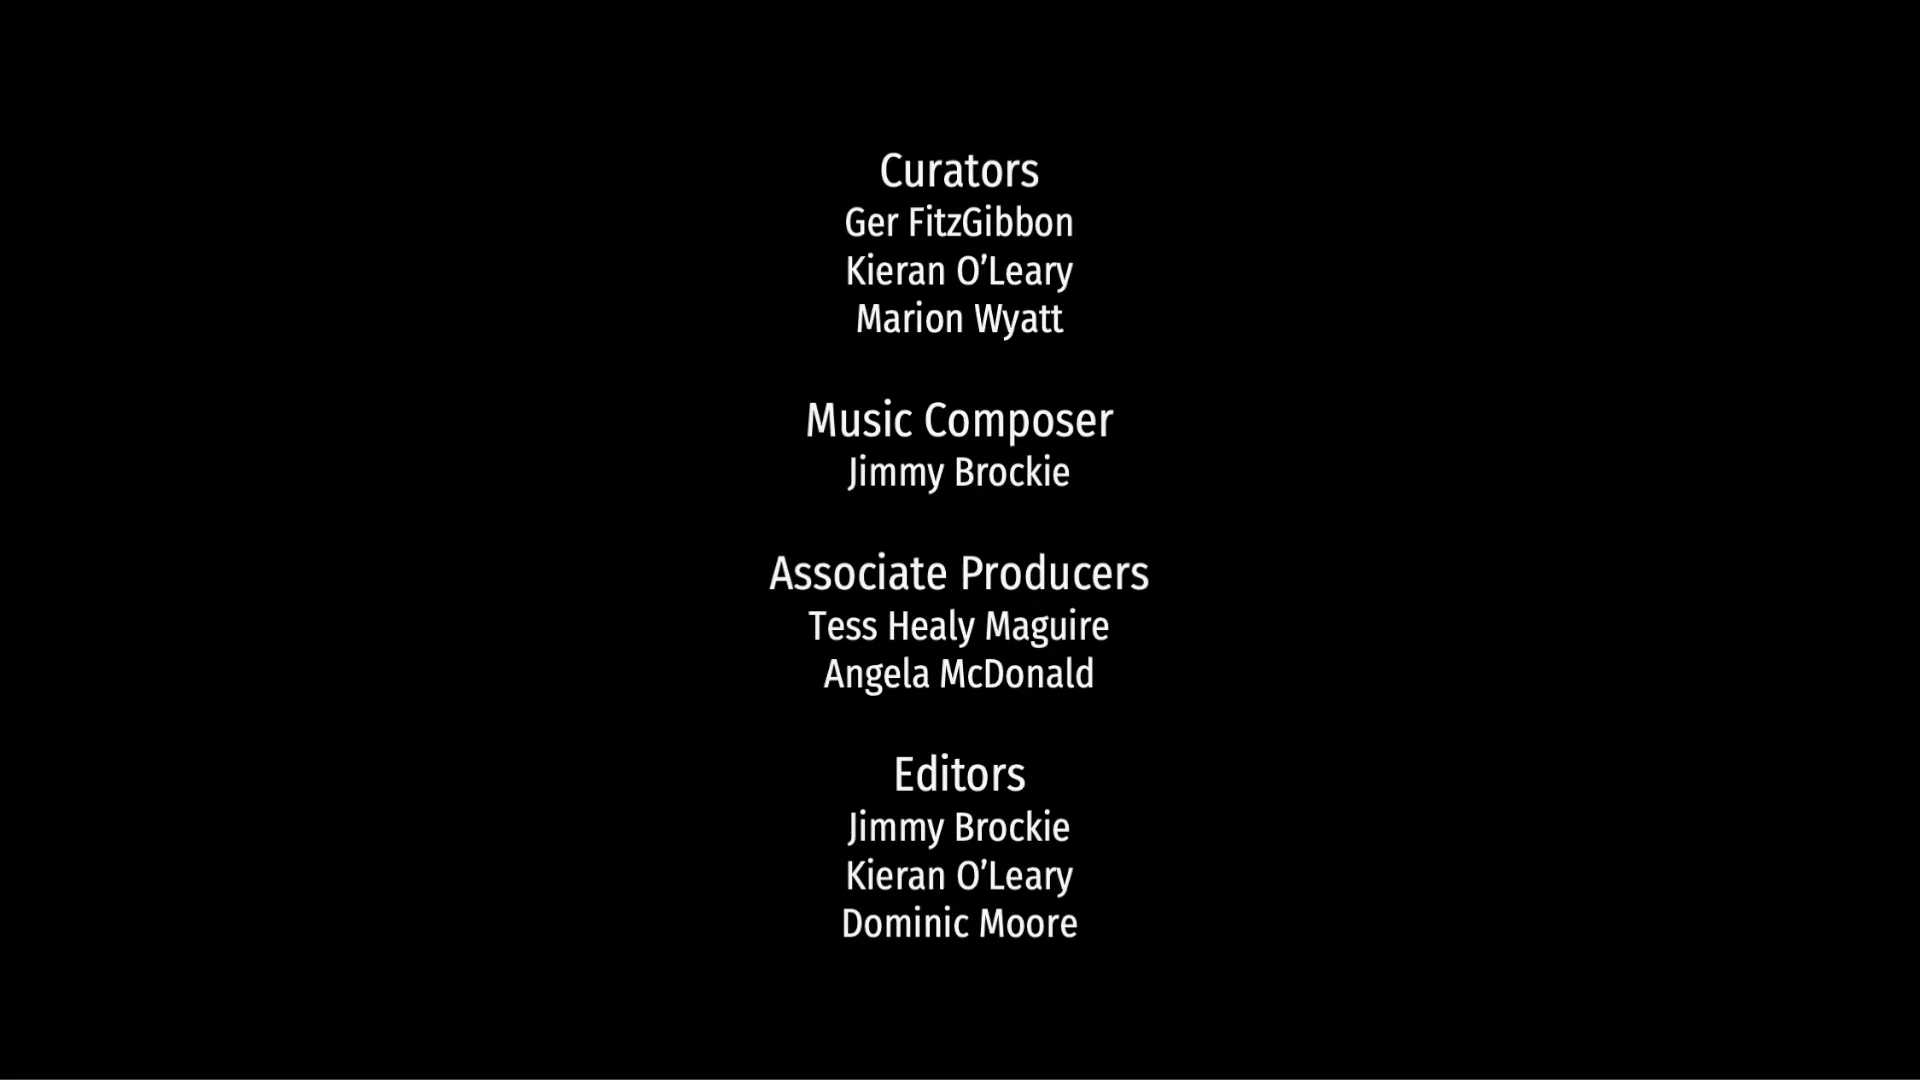 Curators
Ger FitzGibbon
Kieran O’Leary
Marion Wyatt
Music Composer
Jimmy Brockie
Associate Producers
Tess Healy Maguire
Angela McDonald
Editors
Jimmy Brockie
Kieran O’Leary
Dominic Moore